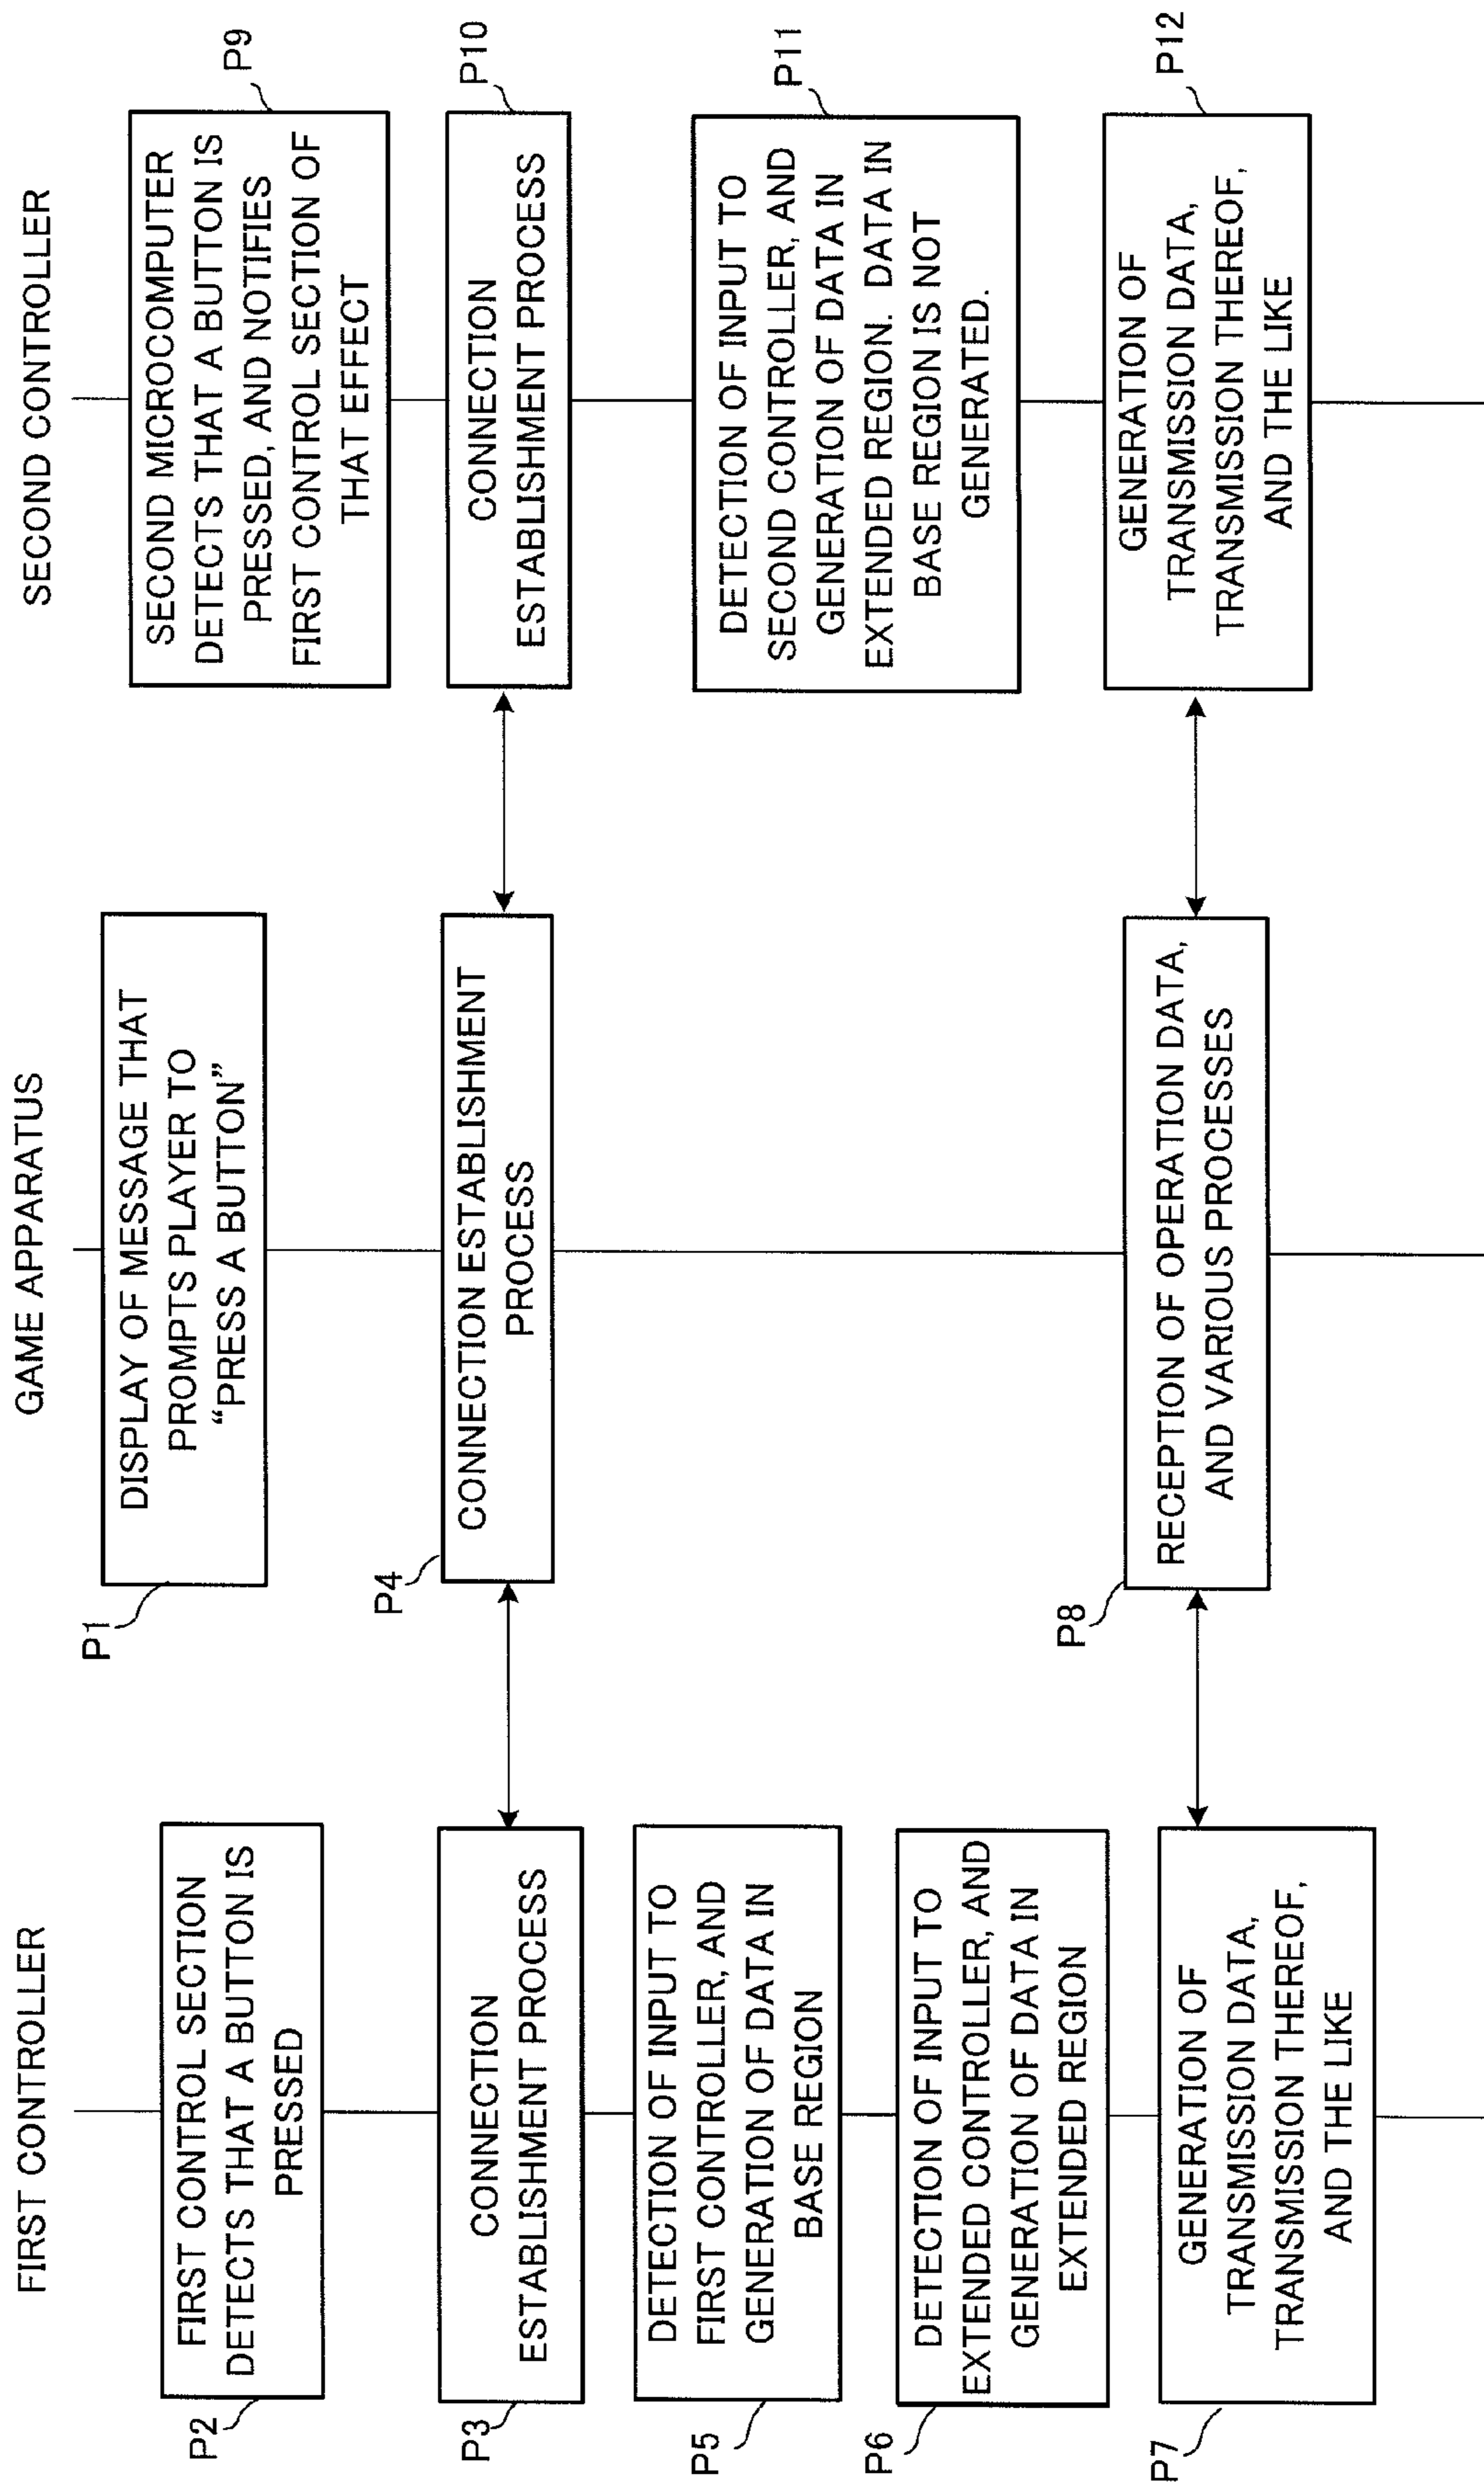 FIRST CONTROLLER
P2
FIRST CONTROL SECTION
DETECTS THAT A BUTTON IS
PRESSED
P3
CONNECTION
ESTABLISHMENT PROCESS
P5
DETECTION OF INPUT TO
FIRST CONTROLLER, AND
GENERATION OF DATA IN
BASE REGION
P6
DETECTION OF INPUT TO
EXTENDED CONTROLLER, AND
GENERATION OF DATA IN
EXTENDED REGION
P7
GENERATION OF
TRANSMISSION DATA,
TRANSMISSION THEREOF,
AND THE LIKE
GAME APPARATUS
P1
DISPLAY OF MESSAGE THAT
PROMPTS PLAYER TO
“PRESS A BUTTON”
P4
CONNECTION ESTABLISHMENT
PROCESS
P8
RECEPTION OF OPERATION DATA,
AND VARIOUS PROCESSES
SECOND CONTROLLER
P9
SECOND MICROCOMPUTER
DETECTS THAT A BUTTON IS
PRESSED, AND NOTIFIES
FIRST CONTROL SECTION OF
THAT EFFECT
P10
CONNECTION
ESTABLISHMENT PROCESS
P11
DETECTION OF INPUT TO
SECOND CONTROLLER, AND
GENERATION OF DATA IN
EXTENDED REGION. DATA IN
BASE REGION IS NOT
GENERATED.
P12
GENERATION OF
TRANSMISSION DATA,
TRANSMISSION THEREOF,
AND THE LIKE